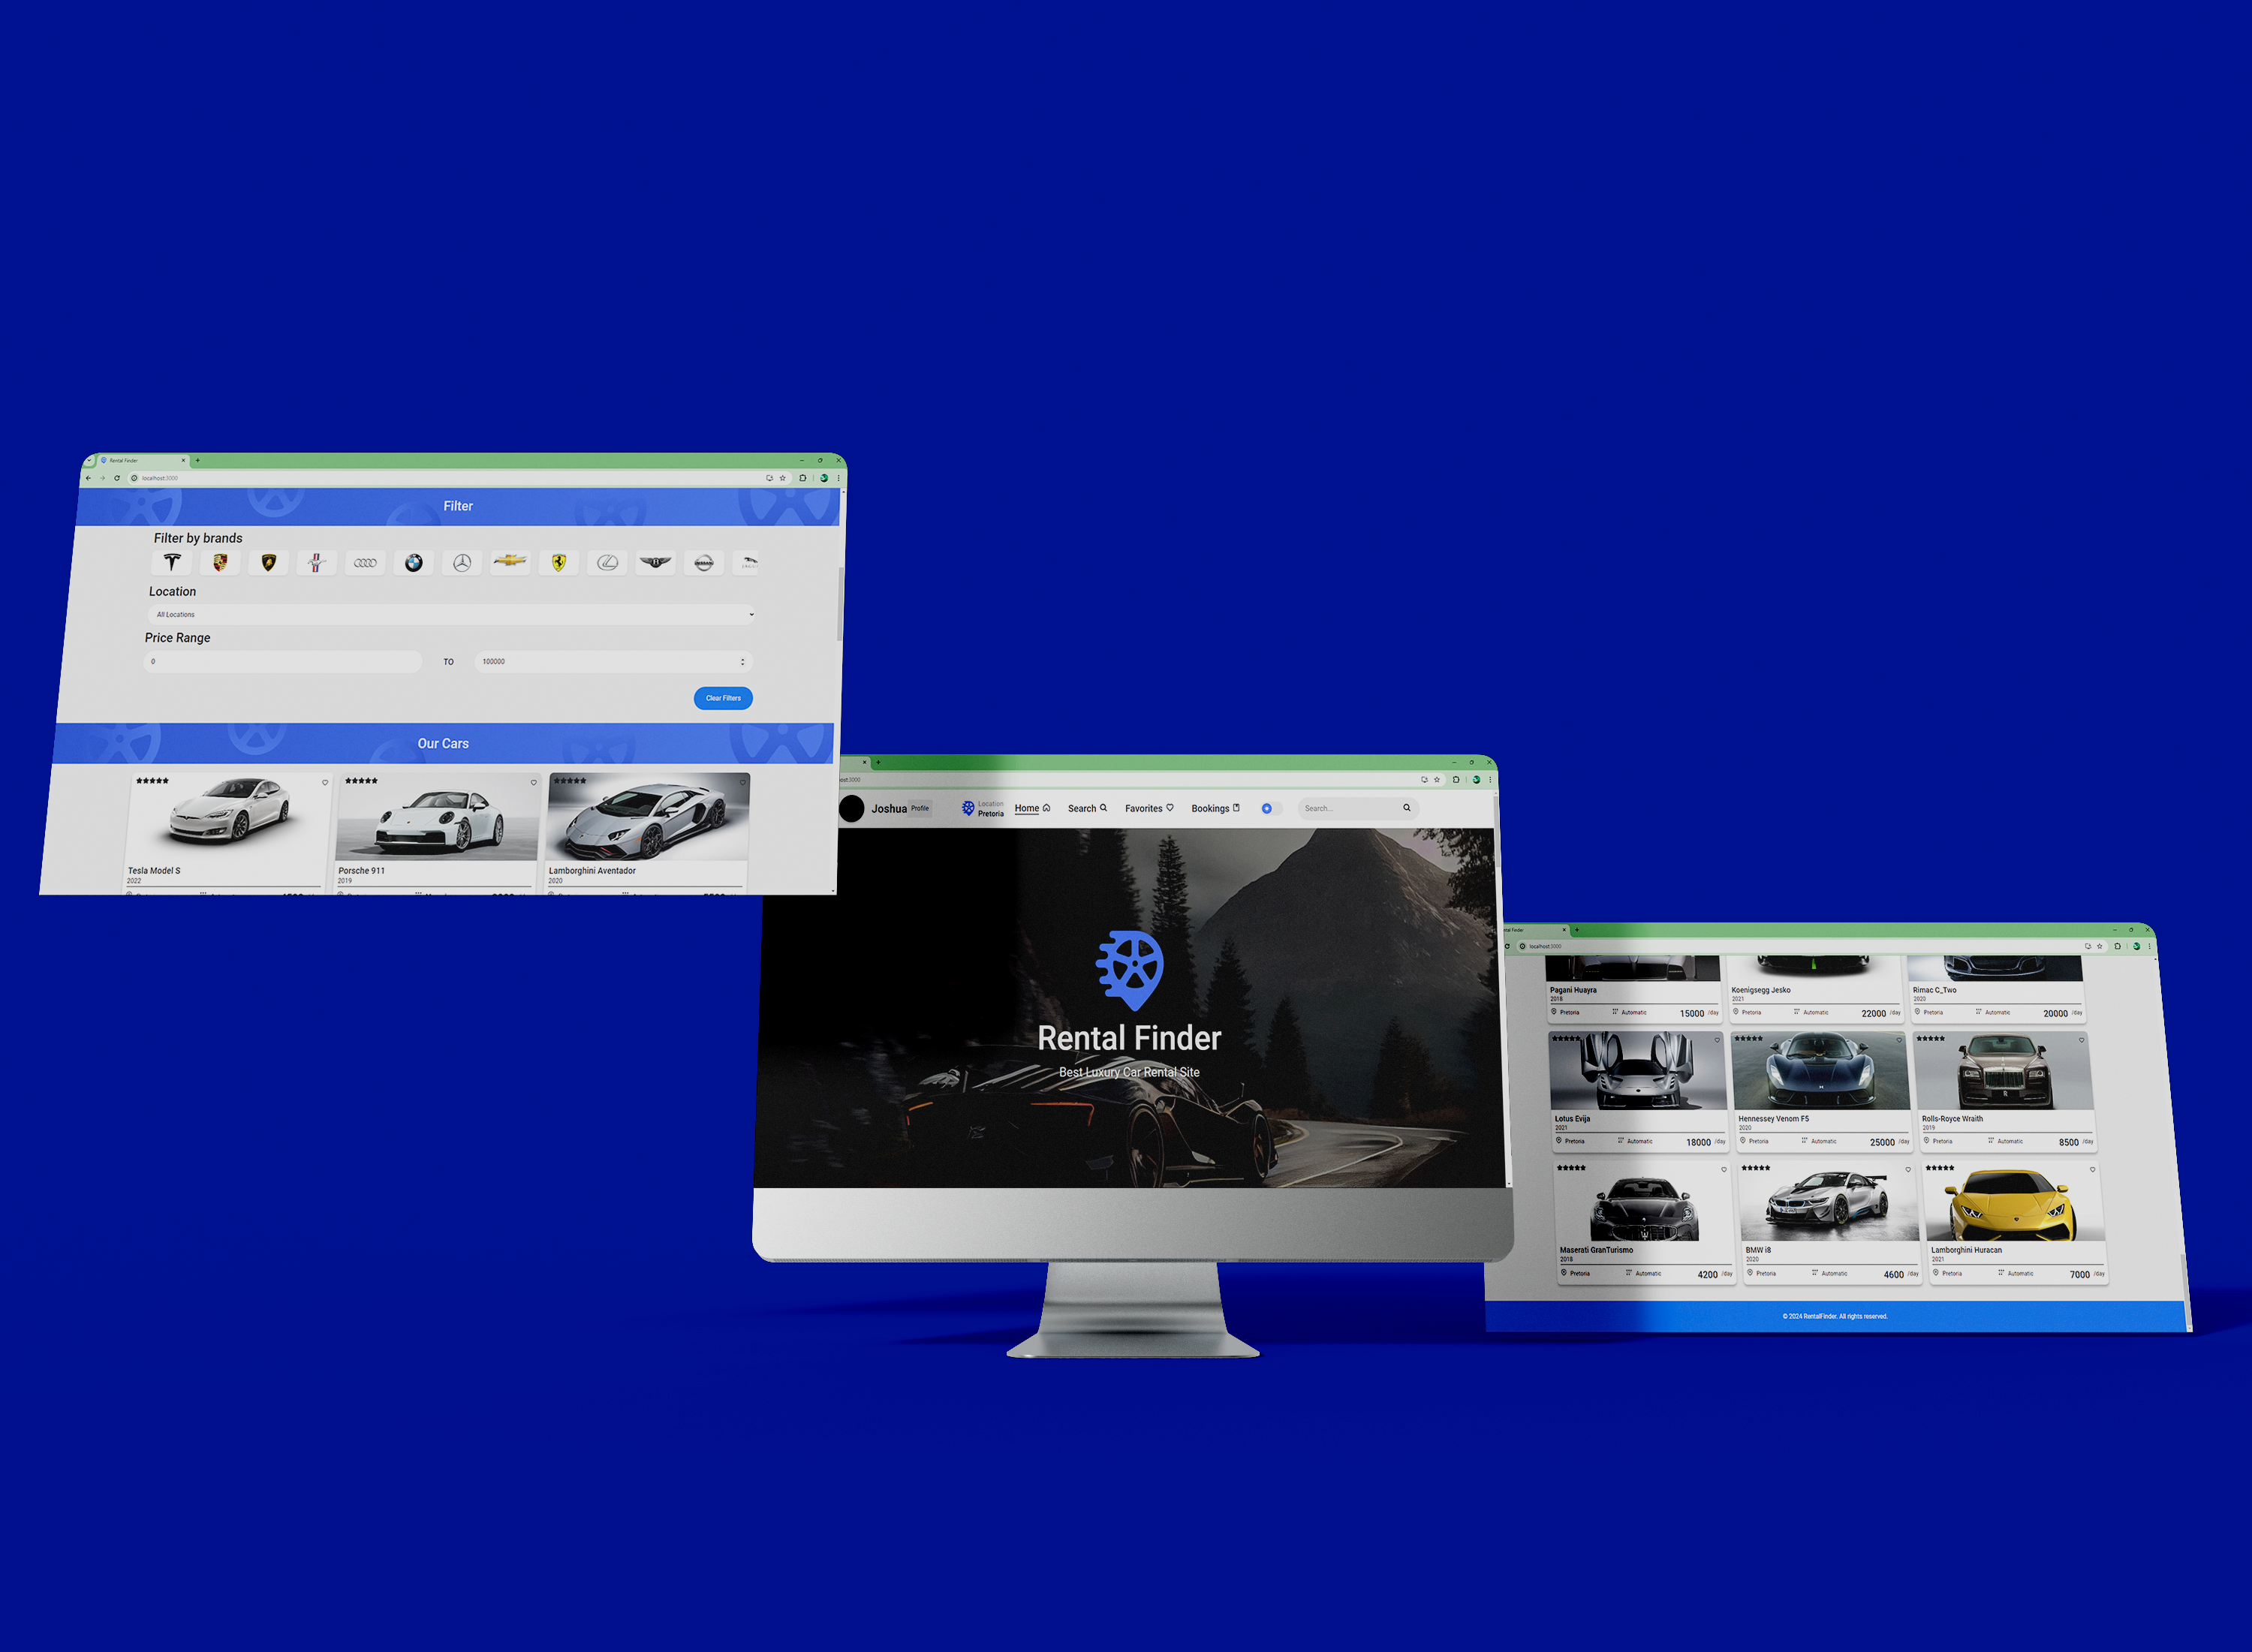 Rental Finder
localhost:3000
Filter
Filter by brands
NISSAN
Location
All Locations
Price Range
0 TO 100000
Clear Filters
Our Cars
Tesla Model S
2022
Porsche 911
2019
Lamborghini Aventador
2020
Joshua Profile
Location
Pretoria
Home
Search
Favorites
Bookings
Search...
Rental Finder
Best Luxury Car Rental Site
localhost:3000
Pagani Huayra
2018
Pretoria Automatic 15000 /day
Koenigsegg Jesko
2021
Pretoria Automatic 22000 /day
Rimac C_Two
2020
Pretoria Automatic 20000 /day
Lotus Evija
2021
Pretoria Automatic 18000 /day
Hennessey Venom F5
2020
Pretoria Automatic 25000 /day
Rolls-Royce Wraith
2019
Pretoria Automatic 8500 /day
Maserati GranTurismo
2018
Pretoria Automatic 4200 /day
BMW i8
2020
Pretoria Automatic 4600 /day
Lamborghini Huracan
2021
Pretoria Automatic 7000 /day
© 2024 RentalFinder. All rights reserved.